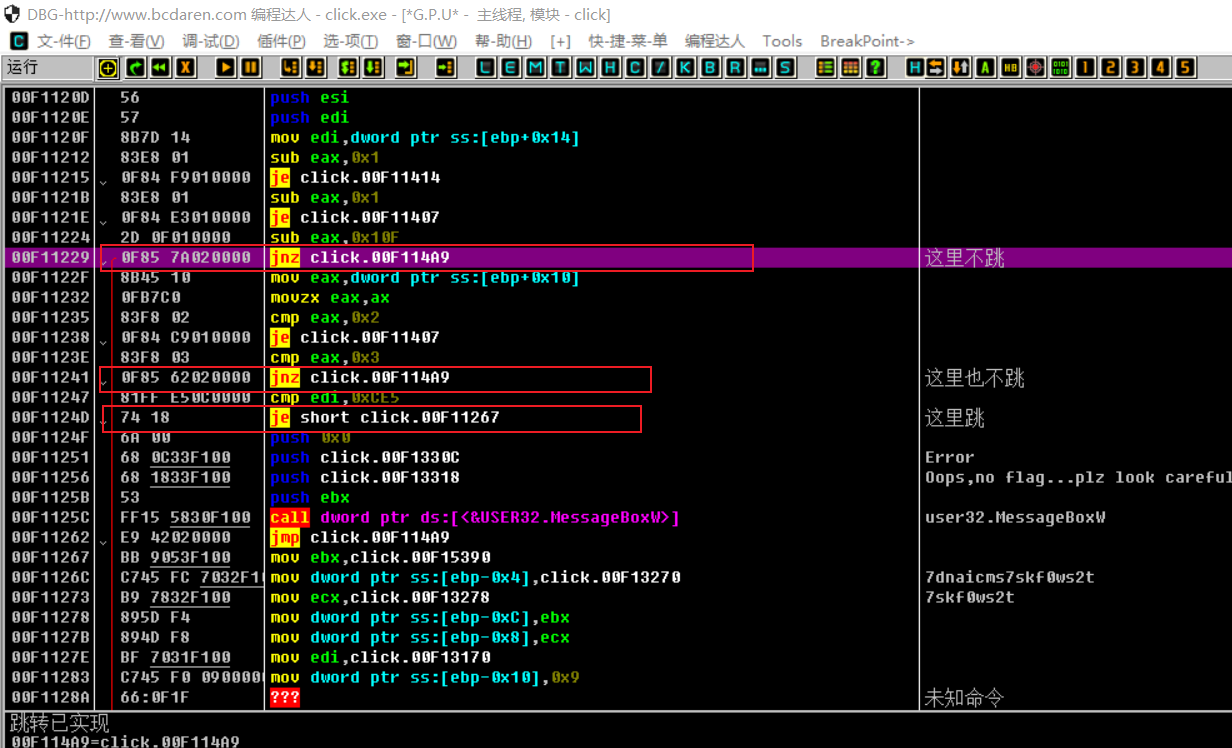 DBG-http://www.bcdaren.com 编程达人 - click.exe - [*G.P.U* - 主线程, 模块 - click]
C 文-件(F) 查-看(V) 调-试(D) 插件(P) 选-项(T) 窗-口(W) 帮-助(H) [+] 快-捷-菜-单 编程达人 Tools BreakPoint->
运行 L E M T W H C / K B R ... S ? H A HB 0101 1010 1 2 3 4 5
00F1120D 56 push esi
00F1120E 57 push edi
00F1120F 8B7D 14 mov edi,dword ptr ss:[ebp+0x14]
00F11212 83E8 01 sub eax,0x1
00F11215 0F84 F9010000 je click.00F11414
00F1121B 83E8 01 sub eax,0x1
00F1121E 0F84 E3010000 je click.00F11407
00F11224 2D 0F010000 sub eax,0x10F
00F11229 0F85 7A020000 jnz click.00F114A9 这里不跳
00F1122F 8B45 10 mov eax,dword ptr ss:[ebp+0x10]
00F11232 0FB7C0 movzx eax,ax
00F11235 83F8 02 cmp eax,0x2
00F11238 0F84 C9010000 je click.00F11407
00F1123E 83F8 03 cmp eax,0x3
00F11241 0F85 62020000 jnz click.00F114A9 这里也不跳
00F11247 81FF E50C0000 cmp edi,0xCE5
00F1124D 74 18 je short click.00F11267 这里跳
00F1124F 6A 00 push 0x0
00F11251 68 0C33F100 push click.00F1330C Error
00F11256 68 1833F100 push click.00F13318 Oops,no flag...plz look careful
00F1125B 53 push ebx
00F1125C FF15 5830F100 call dword ptr ds:[<&USER32.MessageBoxW>] user32.MessageBoxW
00F11262 E9 42020000 jmp click.00F114A9
00F11267 BB 9053F100 mov ebx,click.00F15390
00F1126C C745 FC 7032F1 mov dword ptr ss:[ebp-0x4],click.00F13270 7dnaicms7skf0ws2t
00F11273 B9 7832F100 mov ecx,click.00F13278 7skf0ws2t
00F11278 895D F4 mov dword ptr ss:[ebp-0xC],ebx
00F1127B 894D F8 mov dword ptr ss:[ebp-0x8],ecx
00F1127E BF 7031F100 mov edi,click.00F13170
00F11283 C745 F0 090000 mov dword ptr ss:[ebp-0x10],0x9
00F1128A 66:0F1F ??? 未知命令
跳转已实现
00F114A9=click.00F114A9